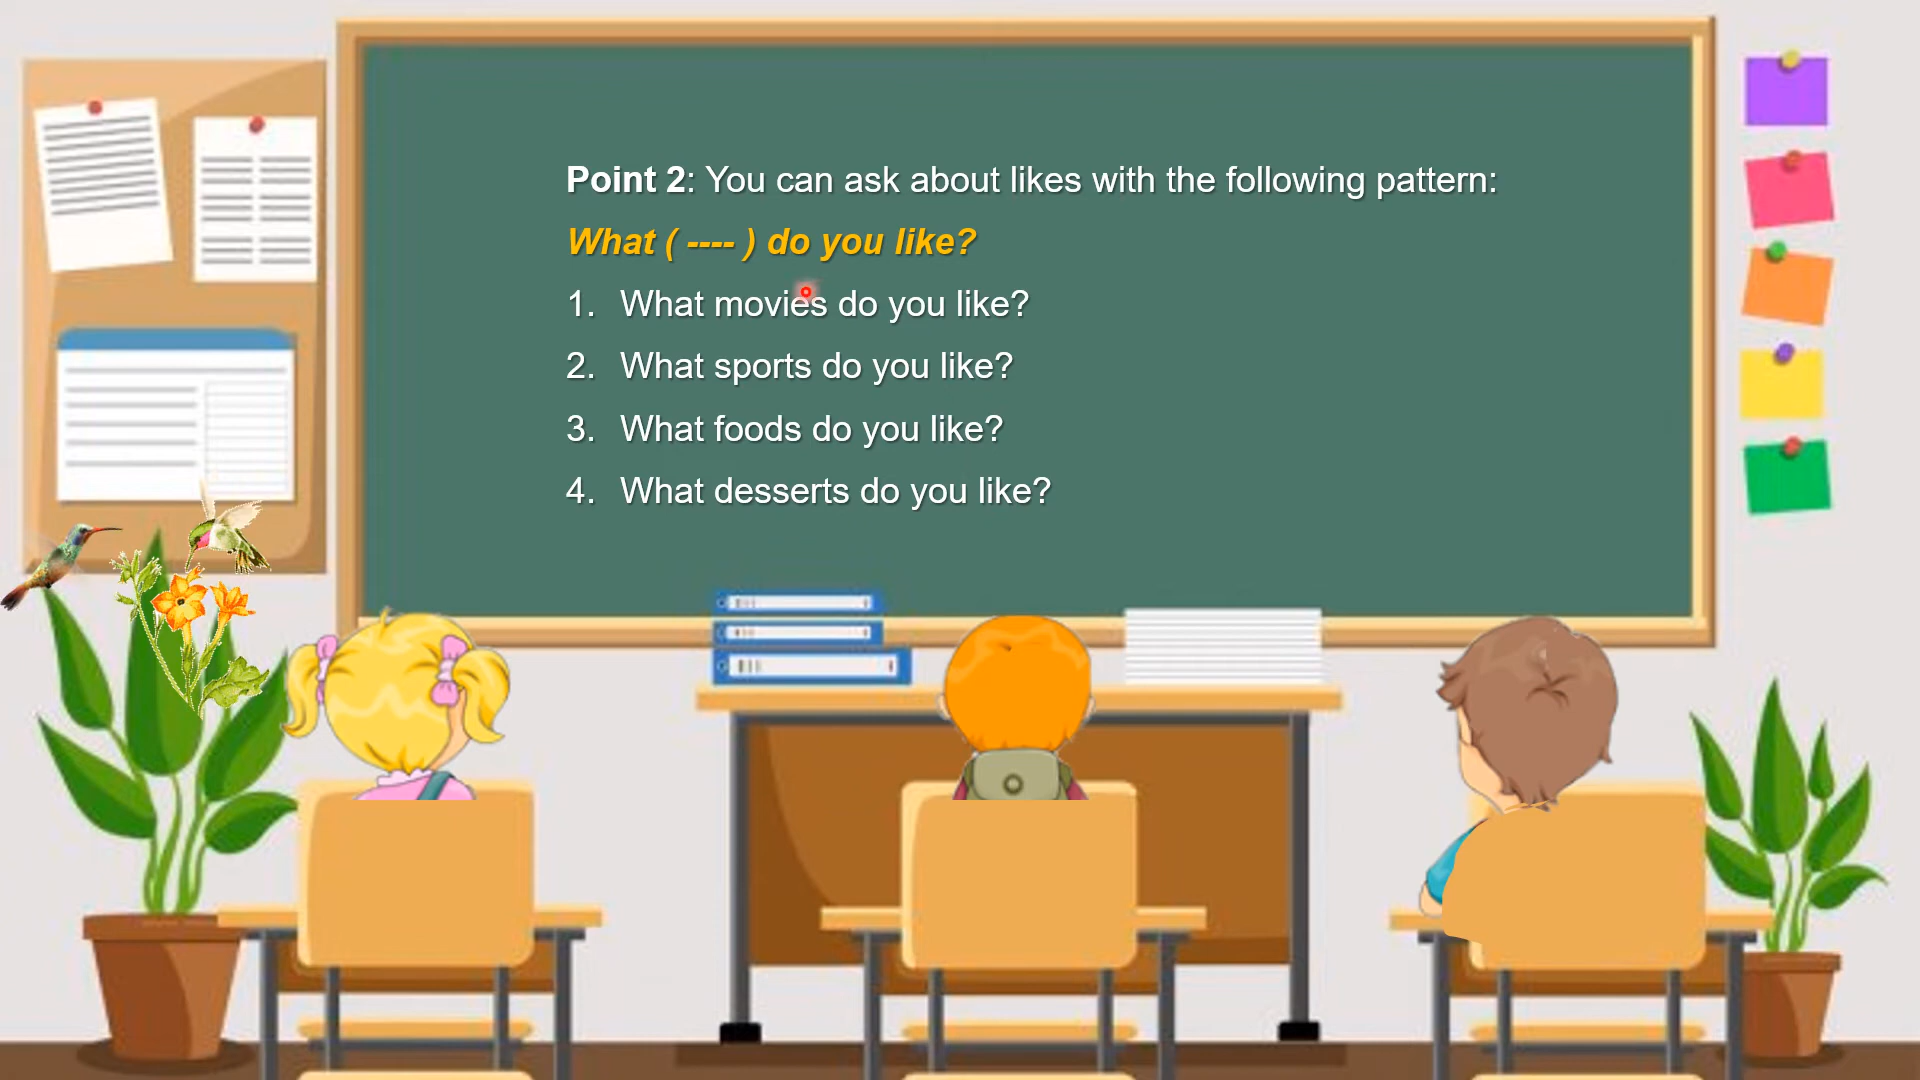 Point 2: You can ask about likes with the following pattern:
What ( ---- ) do you like?
1. What movies do you like?
2. What sports do you like?
3. What foods do you like?
4. What desserts do you like?